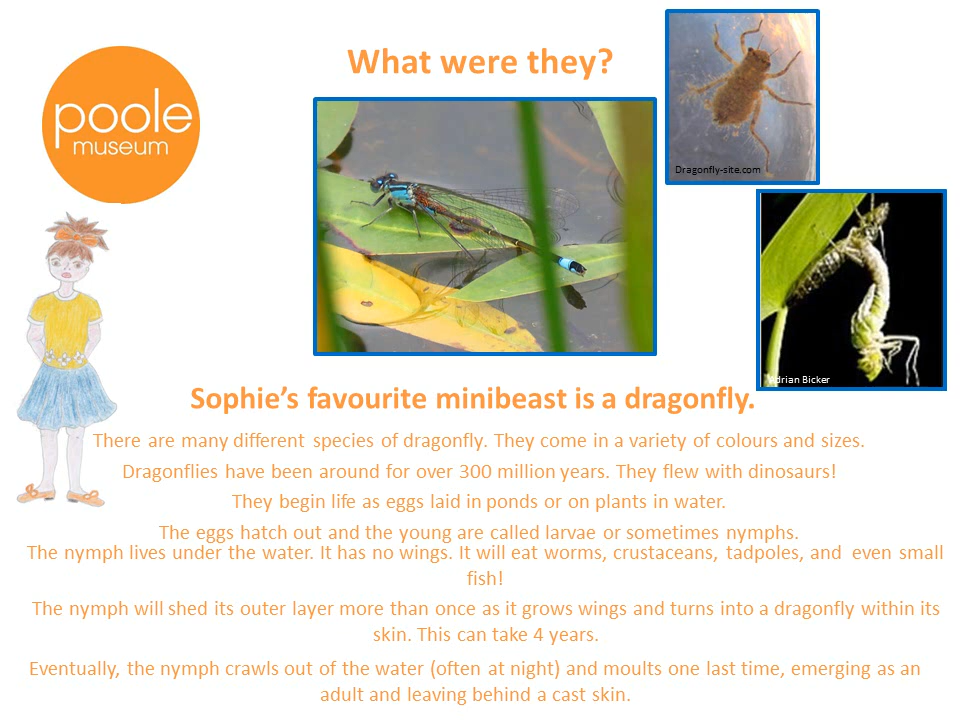 What were they?
poole
museum
Dragonfly-site.com
Adrian Bicker
Sophie’s favourite minibeast is a dragonfly.
There are many different species of dragonfly. They come in a variety of colours and sizes.
Dragonflies have been around for over 300 million years. They flew with dinosaurs!
They begin life as eggs laid in ponds or on plants in water.
The eggs hatch out and the young are called larvae or sometimes nymphs.
The nymph lives under the water. It has no wings. It will eat worms, crustaceans, tadpoles, and even small
fish!
The nymph will shed its outer layer more than once as it grows wings and turns into a dragonfly within its
skin. This can take 4 years.
Eventually, the nymph crawls out of the water (often at night) and moults one last time, emerging as an
adult and leaving behind a cast skin.